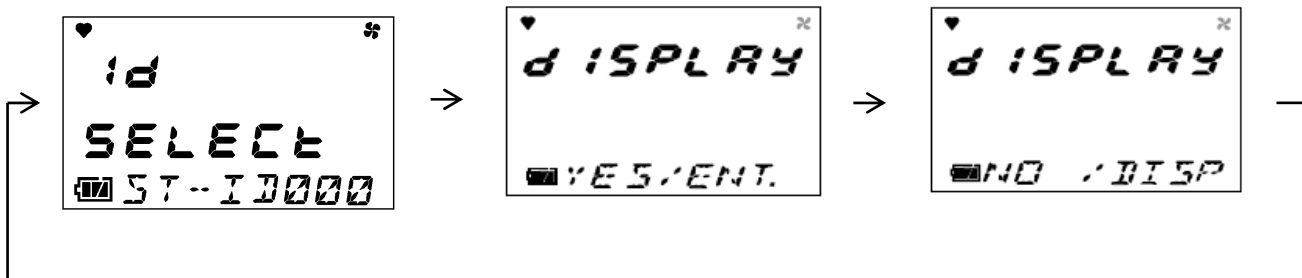 id
SELECt
ST--ID000
dISPLAY
YES/ENT.
dISPLAY
NO /DISP